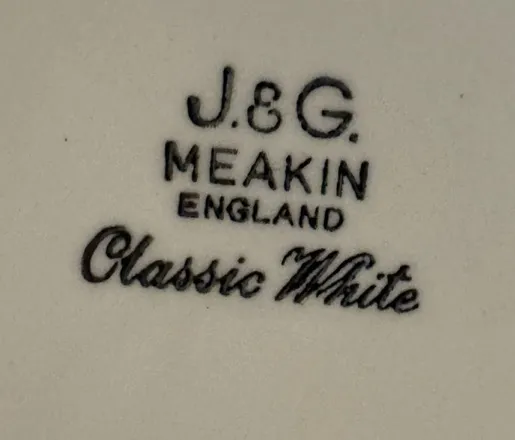 J.&G.
MEAKIN
ENGLAND
Classic White